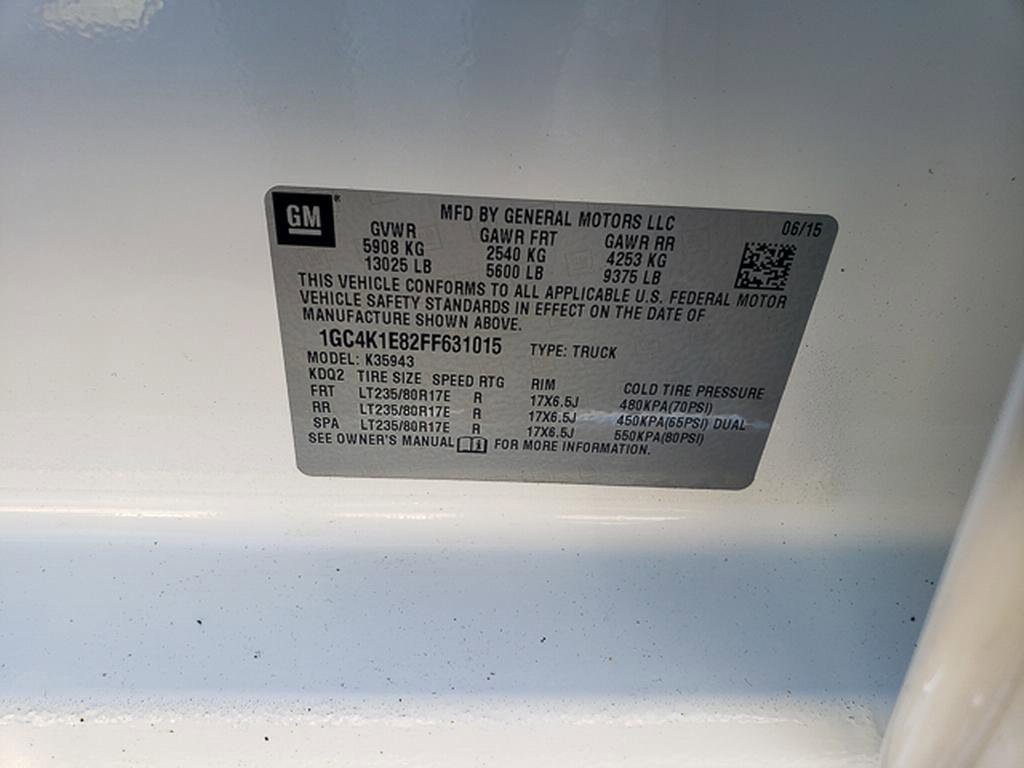 GM ®
MFD BY GENERAL MOTORS LLC 06/15
GVWR GAWR FRT GAWR RR
5908 KG 2540 KG 4253 KG
13025 LB 5600 LB 9375 LB
THIS VEHICLE CONFORMS TO ALL APPLICABLE U.S. FEDERAL MOTOR
VEHICLE SAFETY STANDARDS IN EFFECT ON THE DATE OF
MANUFACTURE SHOWN ABOVE.
1GC4K1E82FF631015 TYPE: TRUCK
MODEL: K35943
KDQ2 TIRE SIZE SPEED RTG RIM COLD TIRE PRESSURE
FRT LT235/80R17E R 17X6.5J 480KPA(70PSI)
RR LT235/80R17E R 17X6.5J 450KPA(65PSI) DUAL
SPA LT235/80R17E R 17X6.5J 550KPA(80PSI)
SEE OWNER'S MANUAL FOR MORE INFORMATION.